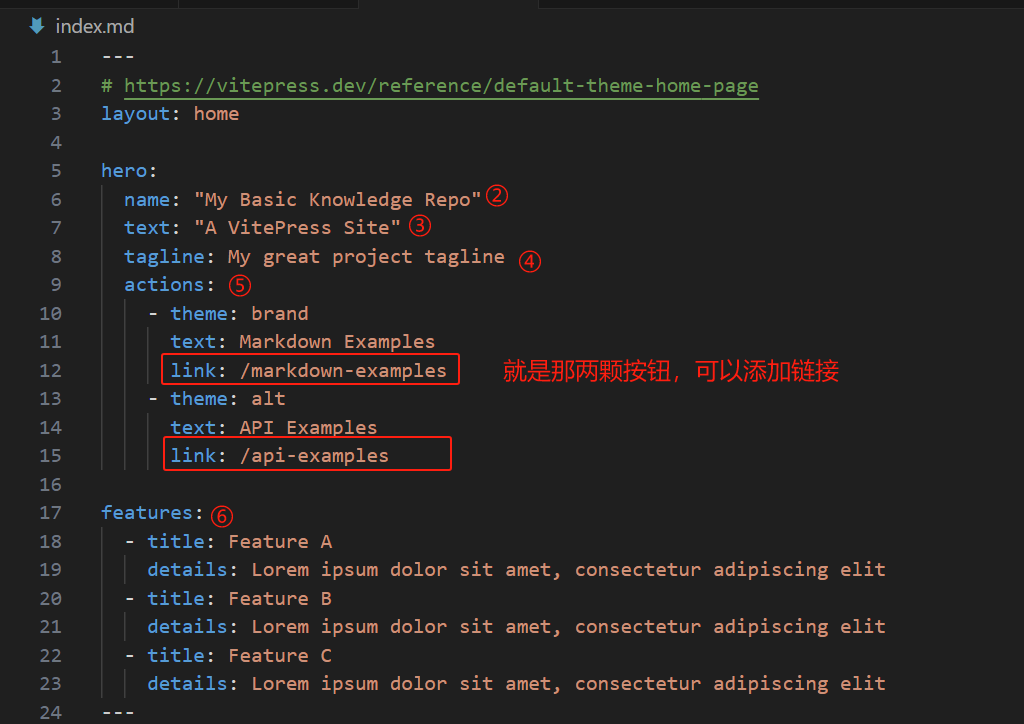 index.md
1 ---
2 # https://vitepress.dev/reference/default-theme-home-page
3 layout: home
4
5 hero:
6   name: "My Basic Knowledge Repo" ②
7   text: "A VitePress Site" ③
8   tagline: My great project tagline ④
9   actions: ⑤
10     - theme: brand
11       text: Markdown Examples
12       link: /markdown-examples 就是那两颗按钮，可以添加链接
13     - theme: alt
14       text: API Examples
15       link: /api-examples
16
17 features: ⑥
18   - title: Feature A
19     details: Lorem ipsum dolor sit amet, consectetur adipiscing elit
20   - title: Feature B
21     details: Lorem ipsum dolor sit amet, consectetur adipiscing elit
22   - title: Feature C
23     details: Lorem ipsum dolor sit amet, consectetur adipiscing elit
24 ---